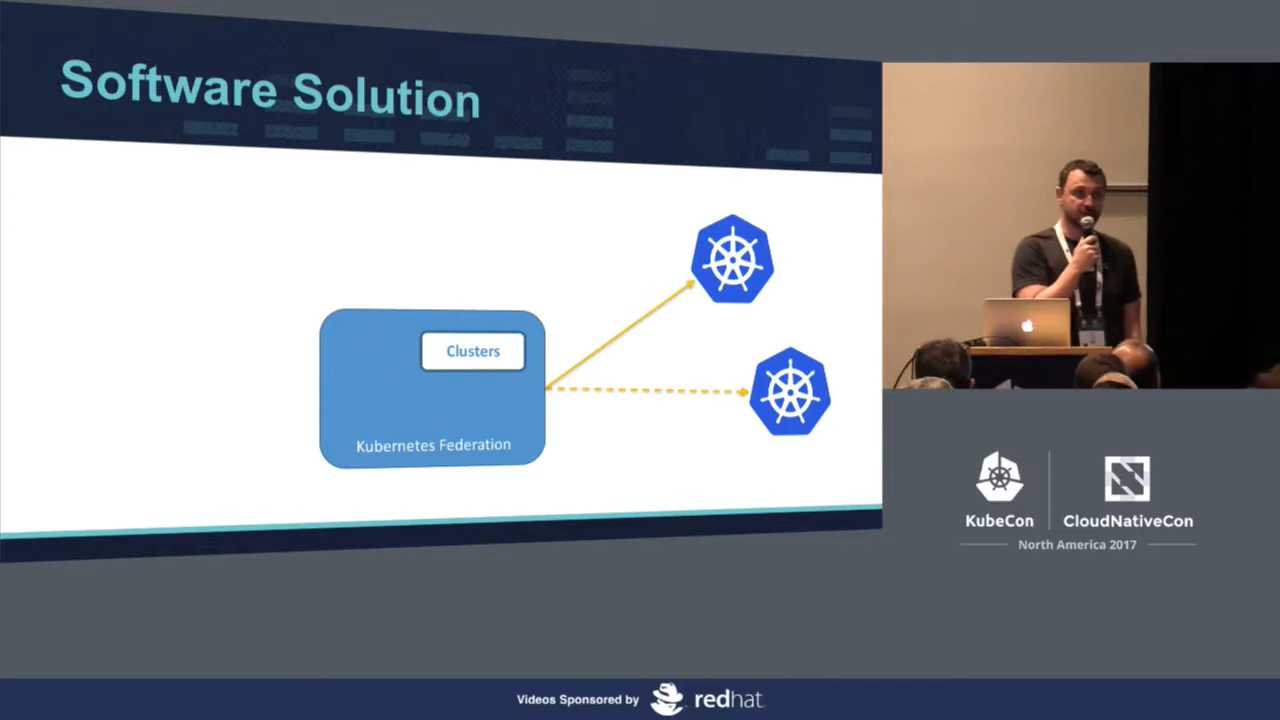 Software Solution
Clusters
Kubernetes Federation
KubeCon
CloudNativeCon
North America 2017
Videos Sponsored by
redhat.